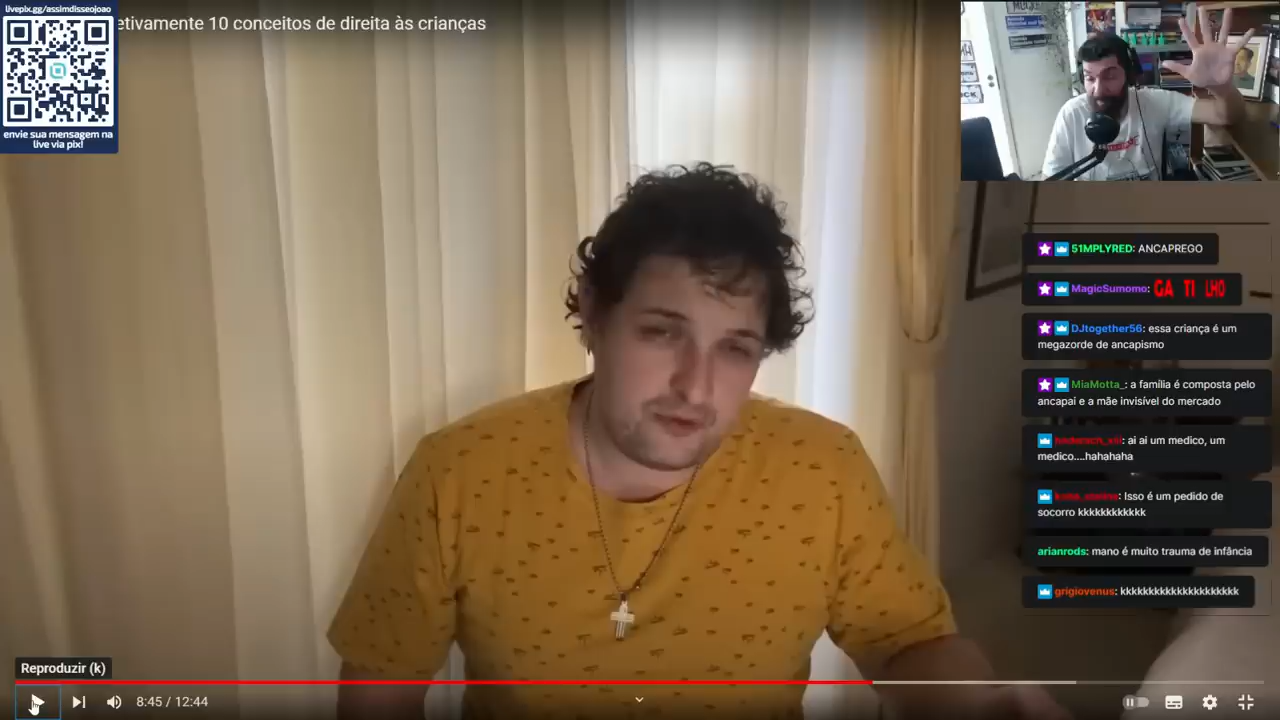 livepix.gg/assimdisseojoao
etivamente 10 conceitos de direita às crianças
envie sua mensagem na
live via pix!
51MPLYRED: ANCAPREGO
MagicSumomo: GA TI LHO
DJtogether56: essa criança é um
megazorde de ancapismo
MiaMotta_: a família é composta pelo
ancapai e a mãe invisível do mercado
: ai ai um medico, um
medico....hahahaha
: Isso é um pedido de
socorro kkkkkkkkkkkk
arianrods: mano é muito trauma de infância
grigiovenus: kkkkkkkkkkkkkkkkkkkk
Reproduzir (k)
8:45 / 12:44